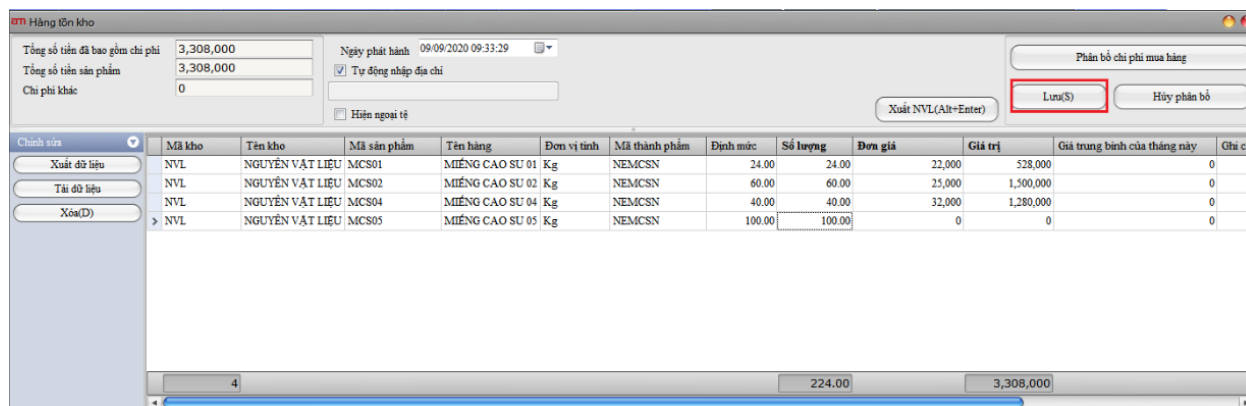 em Hàng tồn kho
Tổng số tiền đã bao gồm chi phí 3,308,000 Ngày phát hành 09/09/2020 09:33:29
Tổng số tiền sản phẩm 3,308,000 Tự động nhập địa chỉ Phân bổ chi phí mua hàng
Chi phí khác 0
Xuất NVL(Alt+Enter) Lưu(S) Hủy phân bổ
Hiện ngoại tệ
Chỉnh sửa Mã kho Tên kho Mã sản phẩm Tên hàng Đơn vị tính Mã thành phẩm Định mức Số lượng Đơn giá Giá trị Giá trung bình của tháng này Ghi c
Xuất dữ liệu NVL NGUYÊN VẬT LIỆU MCS01 MIẾNG CAO SU 01 Kg NEMCSN 24.00 24.00 22,000 528,000 0
Tải dữ liệu NVL NGUYÊN VẬT LIỆU MCS02 MIẾNG CAO SU 02 Kg NEMCSN 60.00 60.00 25,000 1,500,000 0
Xóa(D) NVL NGUYÊN VẬT LIỆU MCS04 MIẾNG CAO SU 04 Kg NEMCSN 40.00 40.00 32,000 1,280,000 0
NVL NGUYÊN VẬT LIỆU MCS05 MIẾNG CAO SU 05 Kg NEMCSN 100.00 100.00 0 0 0
4 224.00 3,308,000